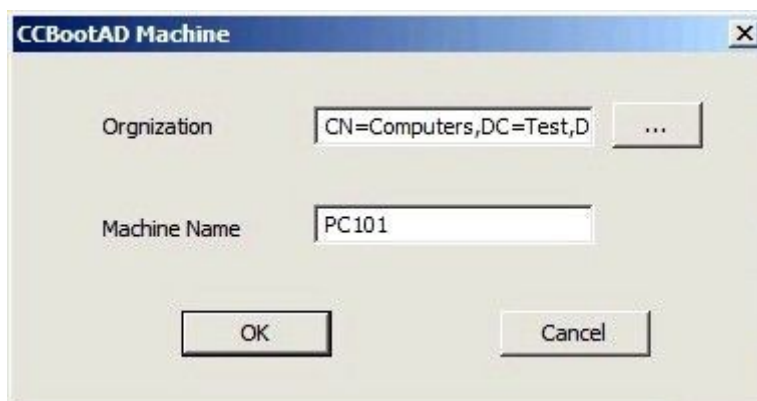 CCBootAD Machine
Orgnization CN=Computers,DC=Test,D ...
Machine Name PC101
OK Cancel